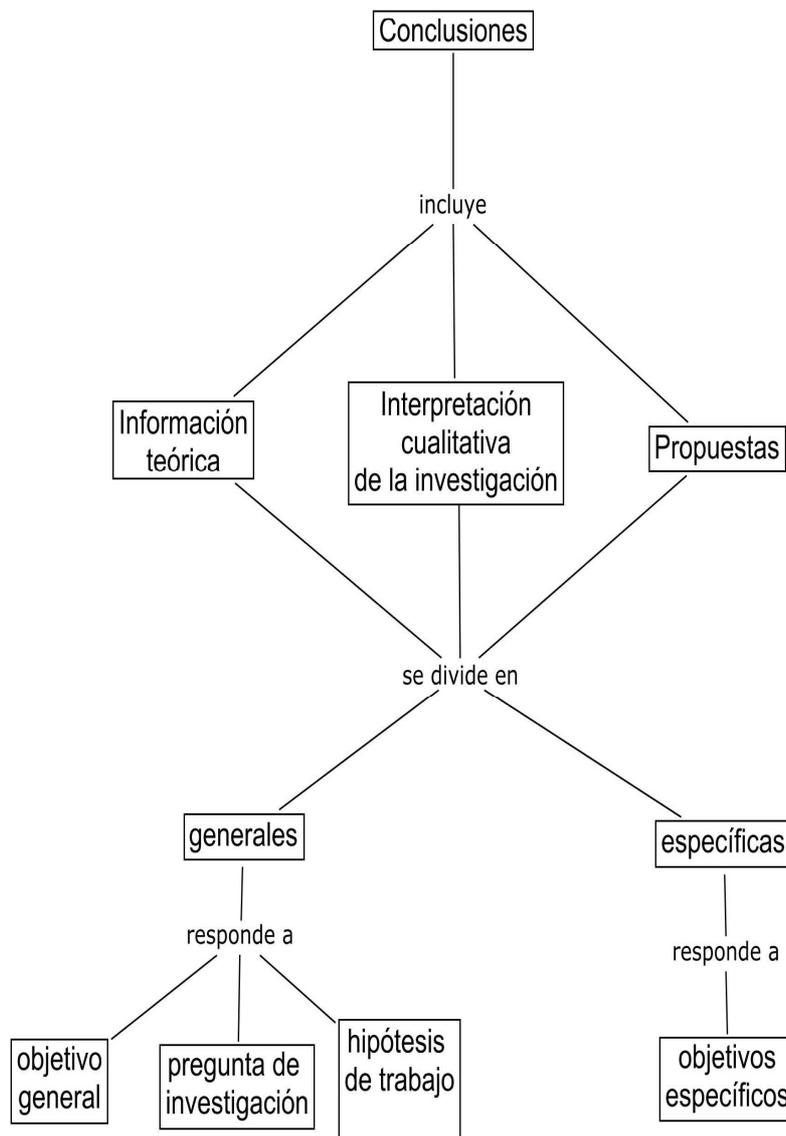 Conclusiones
incluye
Información
teórica
Interpretación
cualitativa
de la investigación
Propuestas
se divide en
generales
específicas
responde a
responde a
objetivo
general
pregunta de
investigación
hipótesis
de trabajo
objetivos
específicos